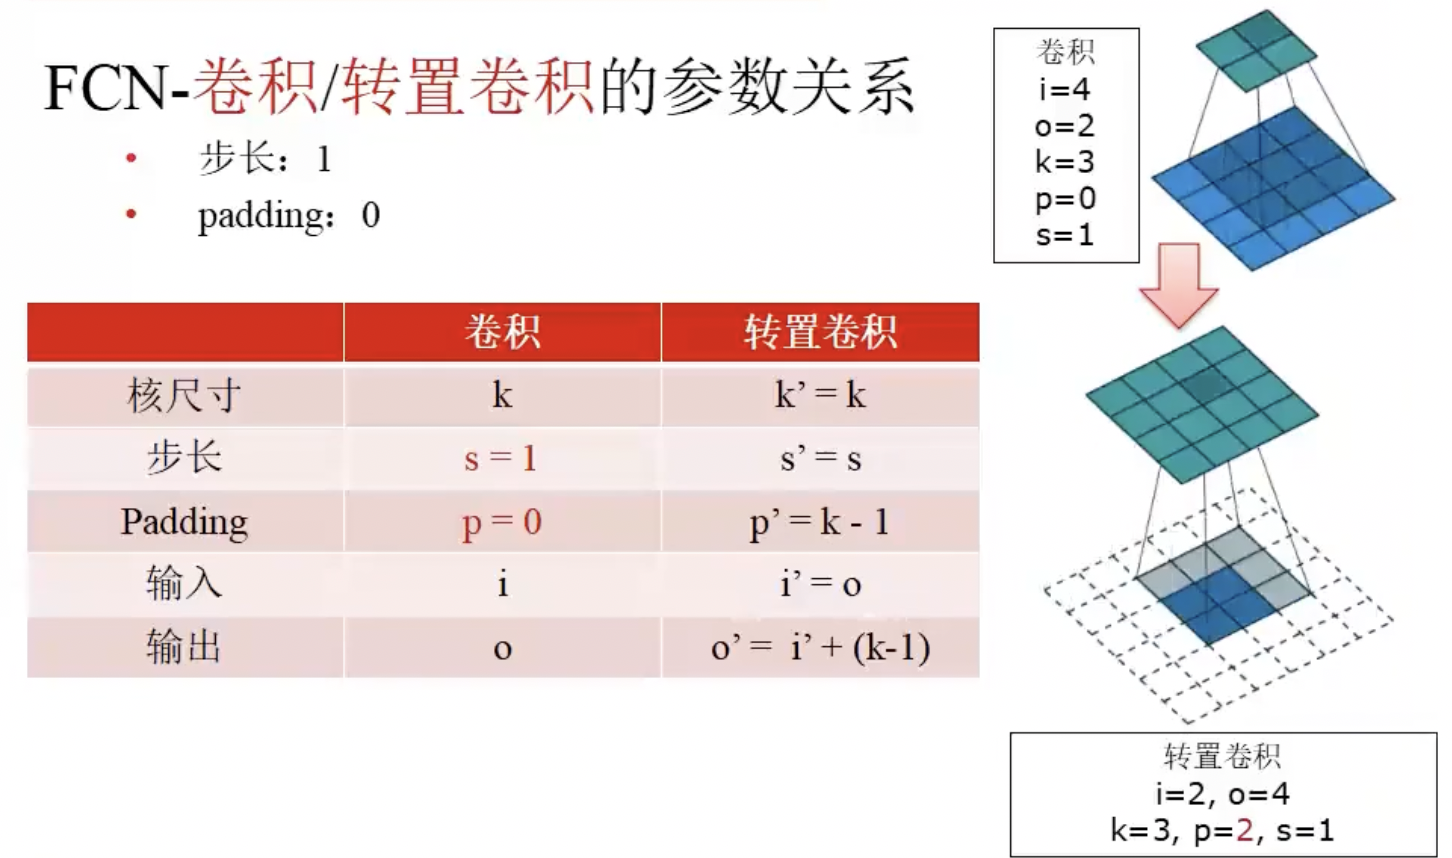 FCN-卷积/转置卷积的参数关系
• 步长：1
• padding：0
卷积
i=4
o=2
k=3
p=0
s=1
卷积 转置卷积
核尺寸 k k’ = k
步长 s = 1 s’ = s
Padding p = 0 p’ = k - 1
输入 i i’ = o
输出 o o’ = i’ + (k-1)
转置卷积
i=2, o=4
k=3, p=2, s=1